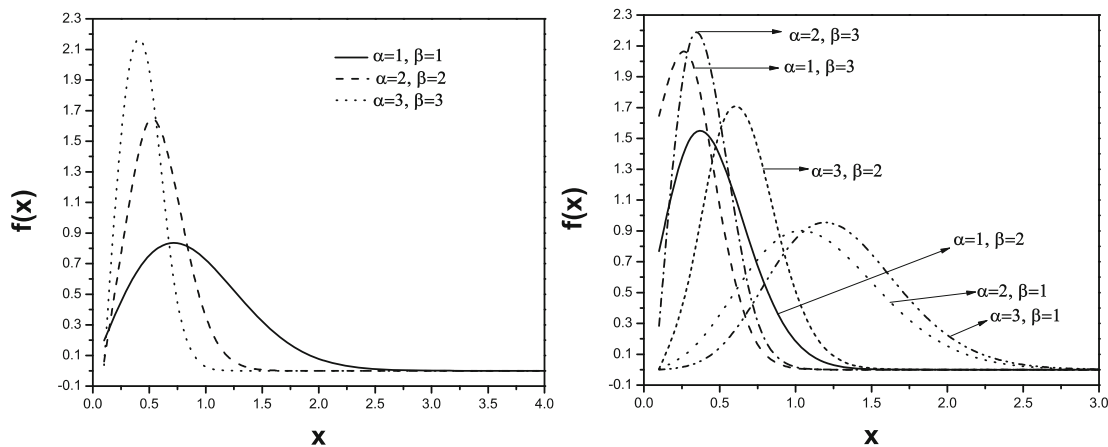 2.3
2.1
1.9
1.7
1.5
1.3
1.1
0.9
0.7
0.5
0.3
0.1
-0.1
f(x)
α=1, β=1
α=2, β=2
α=3, β=3
0.0 0.5 1.0 1.5 2.0 2.5 3.0 3.5 4.0
x
2.3
2.1
1.9
1.7
1.5
1.3
1.1
0.9
0.7
0.5
0.3
0.1
-0.1
f(x)
α=2, β=3
α=1, β=3
α=3, β=2
α=1, β=2
α=2, β=1
α=3, β=1
0.0 0.5 1.0 1.5 2.0 2.5 3.0
x